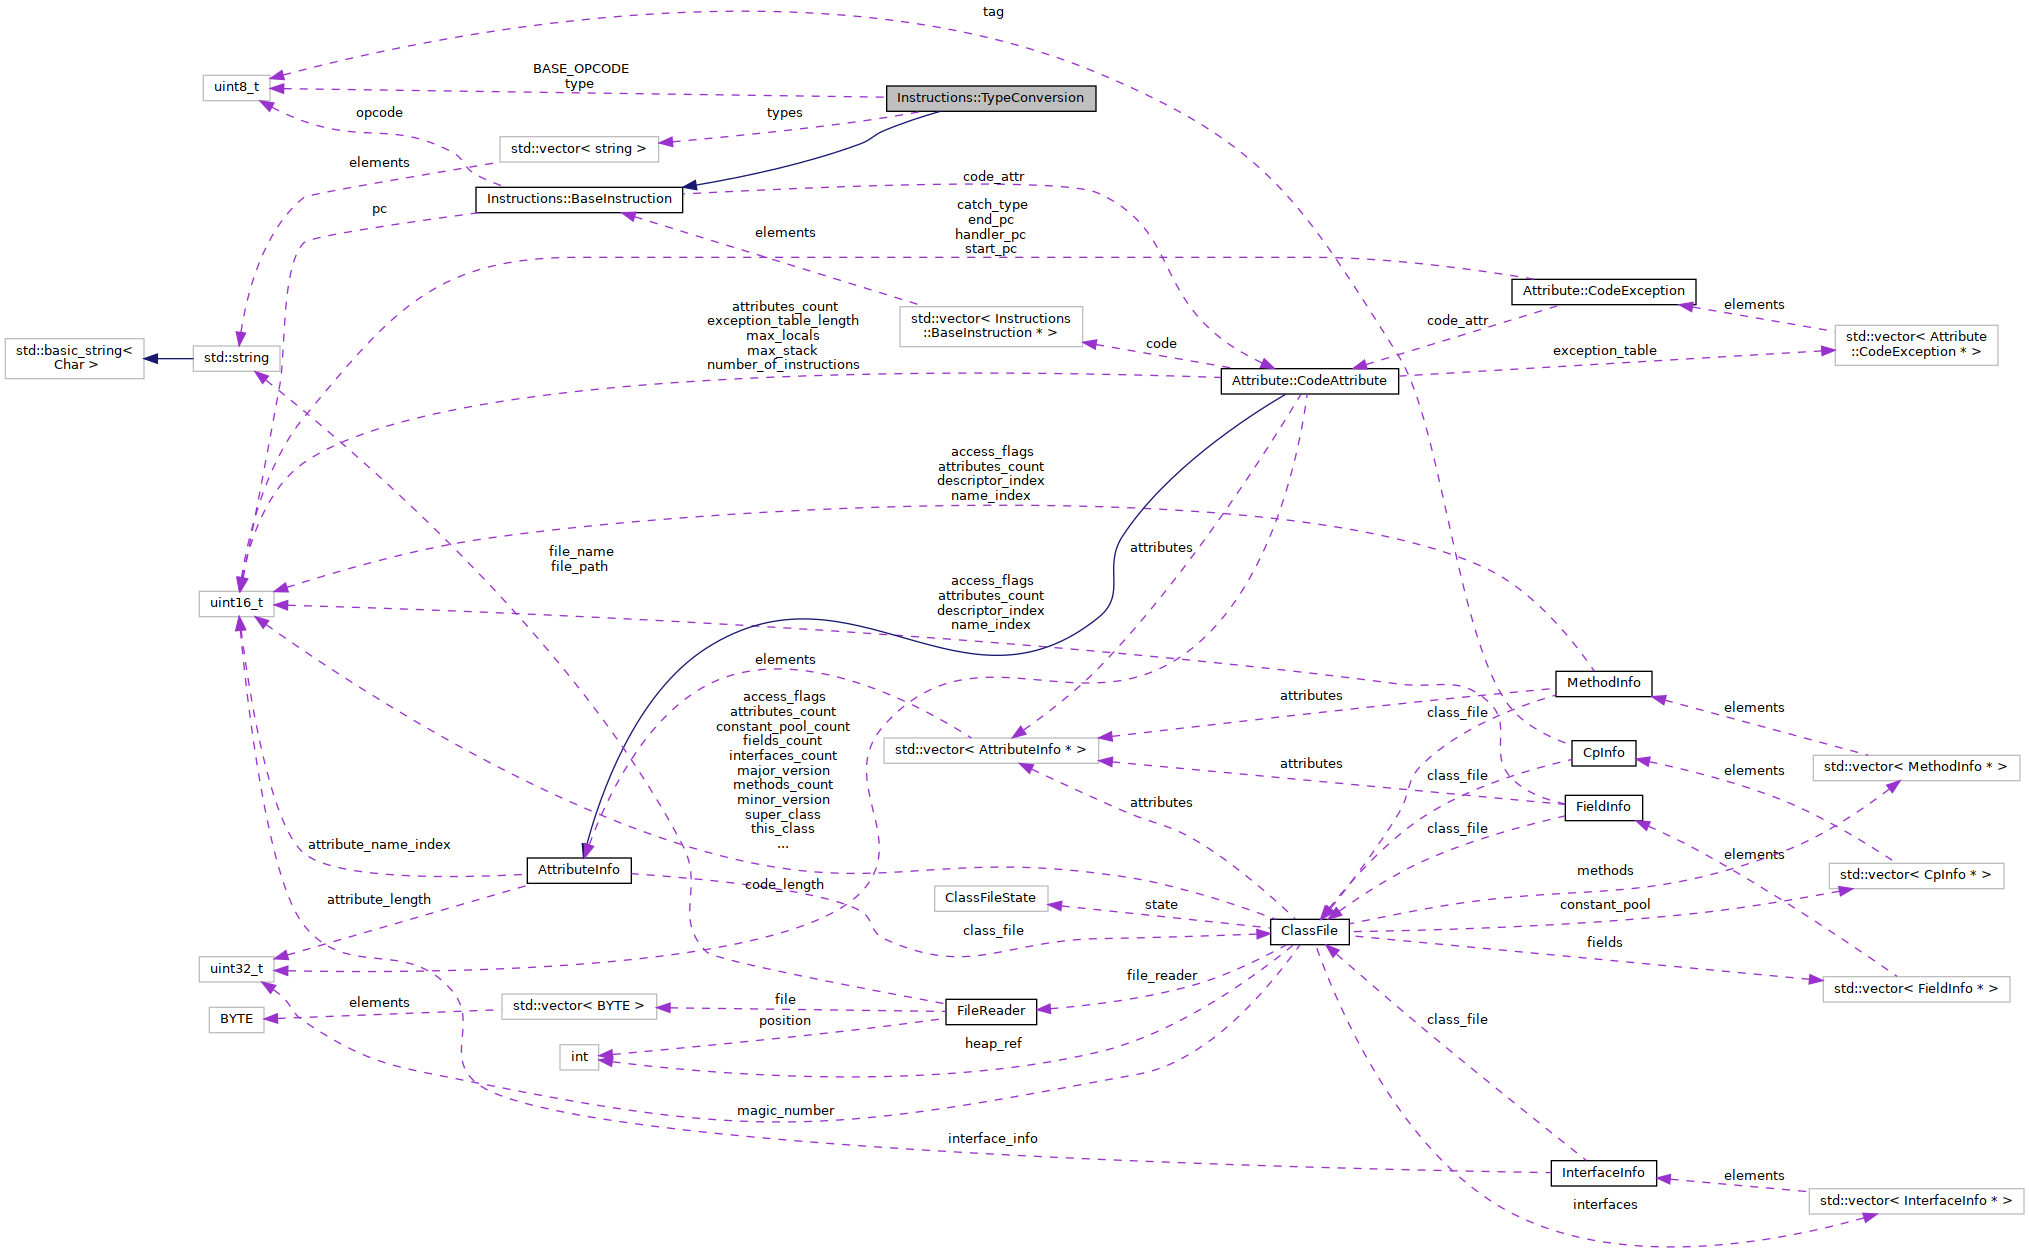 tag
BASE_OPCODE
type
uint8_t
Instructions::TypeConversion
opcode
types
std::vector< string >
elements
Instructions::BaseInstruction
code_attr
pc
catch_type
end_pc
handler_pc
start_pc
elements
Attribute::CodeException
elements
attributes_count
exception_table_length
max_locals
max_stack
number_of_instructions
std::vector< Instructions
::BaseInstruction * >
code_attr
std::vector< Attribute
::CodeException * >
std::basic_string<
Char >
std::string
code
exception_table
Attribute::CodeAttribute
access_flags
attributes_count
descriptor_index
name_index
file_name
file_path
attributes
access_flags
attributes_count
descriptor_index
name_index
uint16_t
elements
MethodInfo
attributes
class_file
elements
access_flags
attributes_count
constant_pool_count
fields_count
interfaces_count
major_version
methods_count
minor_version
super_class
this_class
...
std::vector< AttributeInfo * >
CpInfo
attributes
class_file
elements
std::vector< MethodInfo * >
attributes
FieldInfo
class_file
attribute_name_index
elements
AttributeInfo
methods
std::vector< CpInfo * >
code_length
attribute_length
ClassFileState
state
constant_pool
class_file
ClassFile
fields
uint32_t
file_reader
std::vector< FieldInfo * >
elements
std::vector< BYTE >
file
BYTE
FileReader
position
class_file
int
heap_ref
magic_number
interface_info
InterfaceInfo
elements
interfaces
std::vector< InterfaceInfo * >